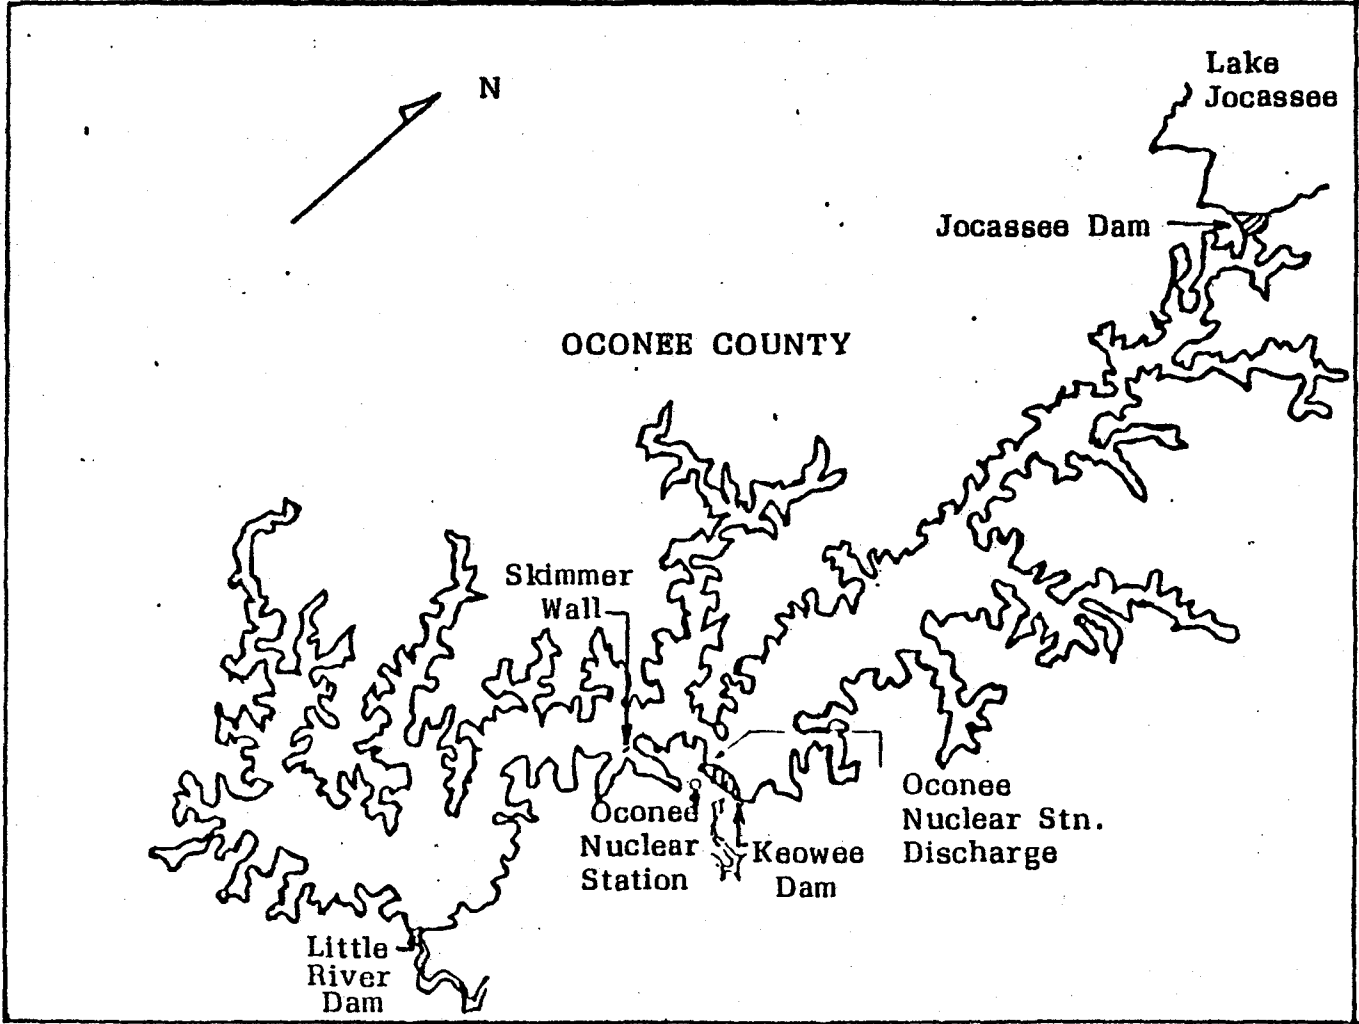 N
Lake
Jocassee
Jocassee Dam
OCONEE COUNTY
Skimmer
Wall
Oconee
Nuclear
Station
Keowee
Dam
Oconee
Nuclear Stn.
Discharge
Little
River
Dam